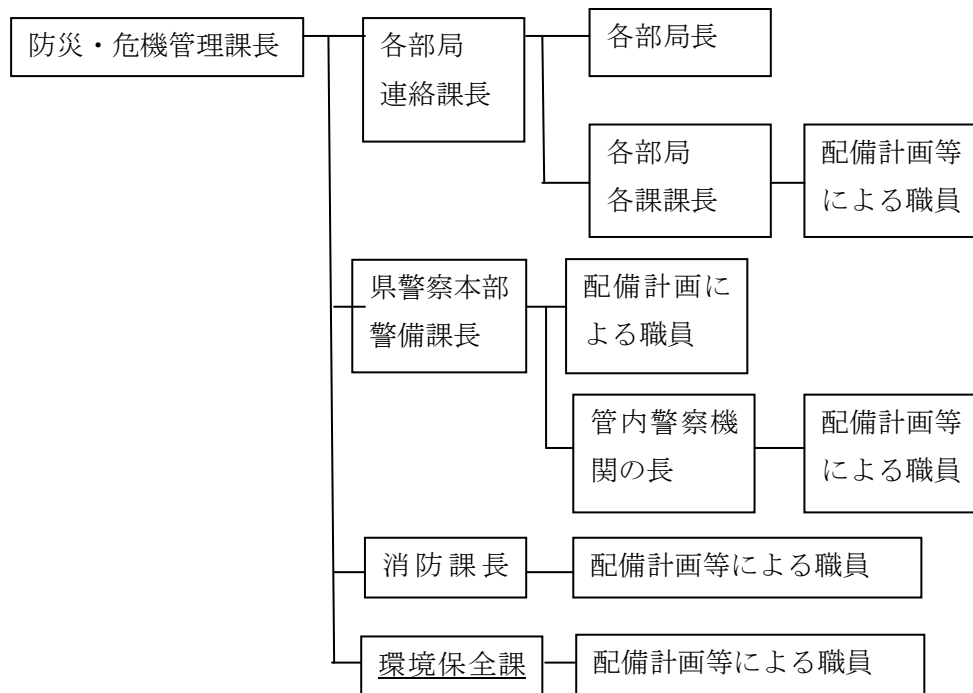 防災・危機管理課長
各部局
連絡課長
各部局長
各部局
各課課長
配備計画等
による職員
県警察本部
警備課長
配備計画に
よる職員
管内警察機
関の長
配備計画等
による職員
消防課長
配備計画等による職員
環境保全課
配備計画等による職員